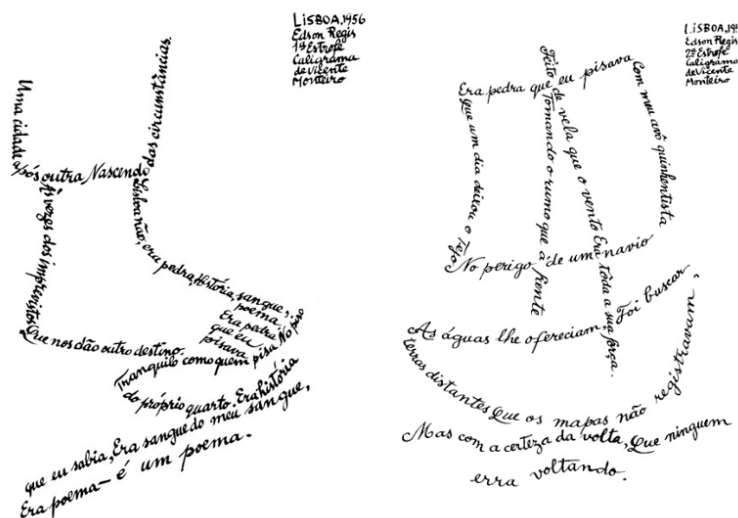 LISBOA, 1956
Edson Regis
1ª Estrofe
Caligrama
de Vicente
Monteiro
Uma cidade após outra, Nascendo das circunstâncias.
Às vezes dos imprevistos
Que nos dão outro destino.
Lisboa não, era pedra, História, sangue,
poema.
Era pedra
que eu
pisava
Tranquilo como quem pisa No piso
do próprio quarto. Era história
que eu sabia, Era sangue do meu sangue,
Era poema — é um poema.
LISBOA, 19
Edson Regis
2ª Estrofe
Caligrama
de Vicente
Monteiro
Era pedra que eu pisava
Com meu avô quinhentista
que um dia deixou o Tejo
No perigo de um navio
Feito de vela que o vento Era tôda a sua força.
Tomando o rumo que à frente
As águas lhe ofereciam, Foi buscar
terras distantes Que os mapas não registravam,
Mas com a certeza da volta, Que ninguem
erra voltando.